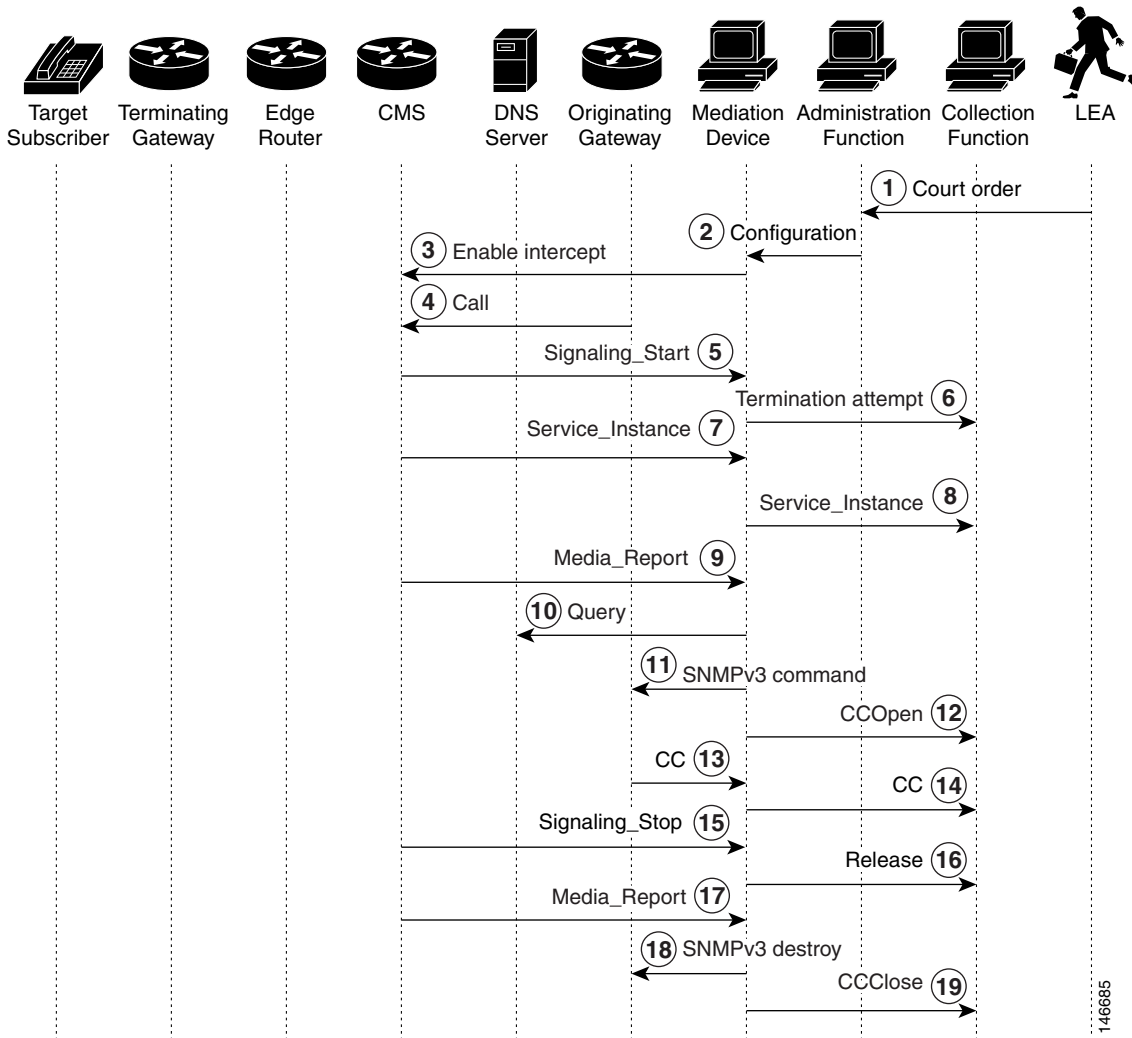 Target Subscriber
Terminating Gateway
Edge Router
CMS
DNS Server
Originating Gateway
Mediation Device
Administration Function
Collection Function
LEA
1 Court order
2 Configuration
3 Enable intercept
4 Call
Signaling_Start 5
Termination attempt 6
Service_Instance 7
Service_Instance 8
Media_Report 9
10 Query
11 SNMPv3 command
CCOpen 12
CC 13
CC 14
Signaling_Stop 15
Release 16
Media_Report 17
18 SNMPv3 destroy
CCClose 19
146685